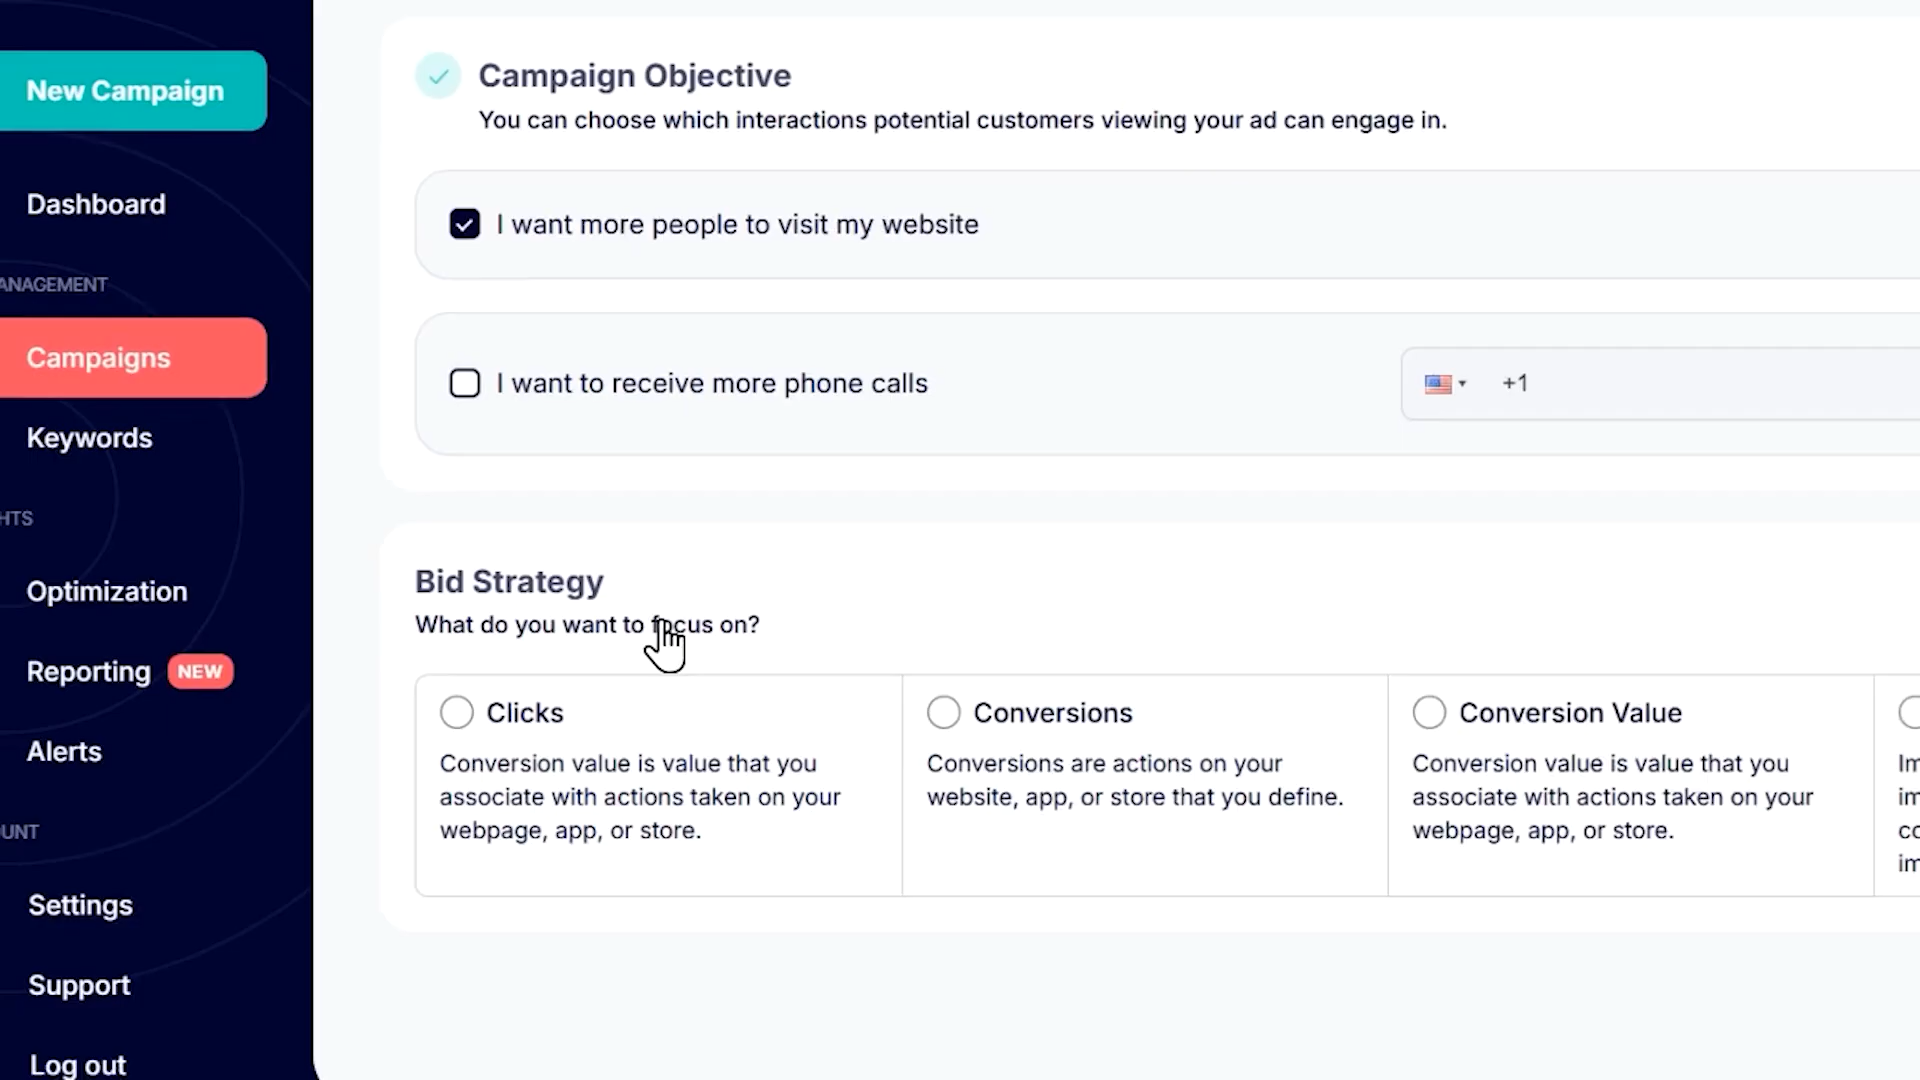 New Campaign
Dashboard
ANAGEMENT
Campaigns
Keywords
HTS
Optimization
Reporting NEW
Alerts
OUNT
Settings
Support
Log out
Campaign Objective
You can choose which interactions potential customers viewing your ad can engage in.
I want more people to visit my website
I want to receive more phone calls
+1
Bid Strategy
What do you want to focus on?
Clicks
Conversion value is value that you
associate with actions taken on your
webpage, app, or store.
Conversions
Conversions are actions on your
website, app, or store that you define.
Conversion Value
Conversion value is value that you
associate with actions taken on your
webpage, app, or store.